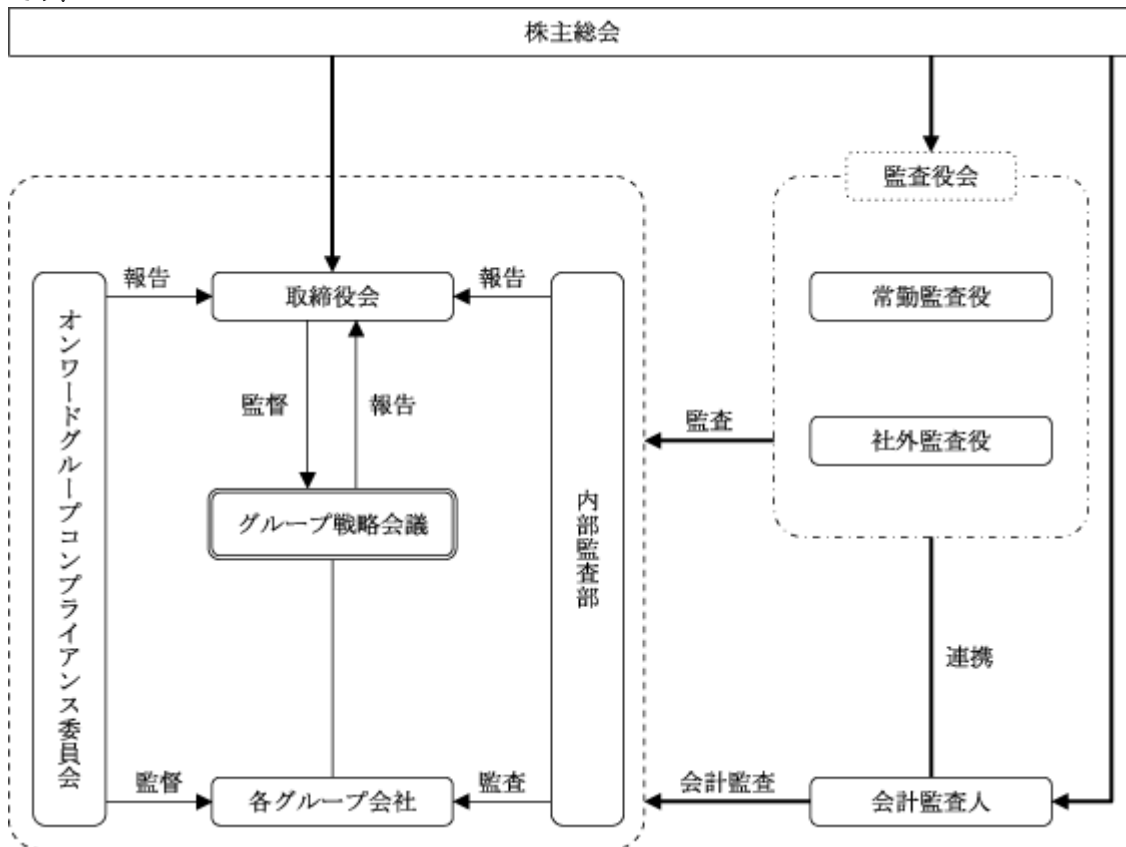 株主総会
監査役会
報告
取締役会
報告
常勤監査役
監督
報告
監査
社外監査役
オンワードグループコンプライアンス委員会
グループ戦略会議
内部監査部
連携
監督
各グループ会社
監査
会計監査
会計監査人